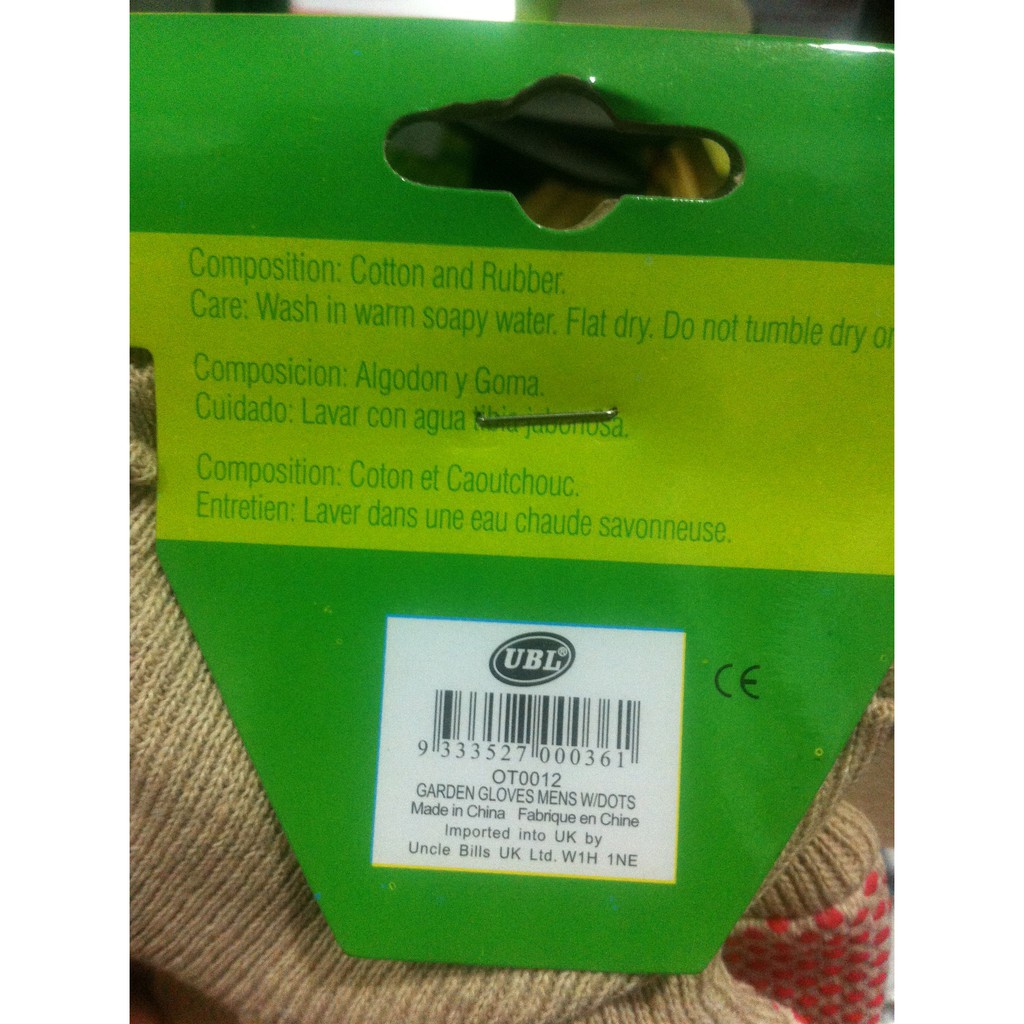 Composition: Cotton and Rubber.
Care: Wash in warm soapy water. Flat dry. Do not tumble dry or
Composicion: Algodon y Goma.
Cuidado: Lavar con agua tibia jabonosa.
Composition: Coton et Caoutchouc.
Entretien: Laver dans une eau chaude savonneuse.
UBL®
CE
9 333527 000361
OT0012
GARDEN GLOVES MENS W/DOTS
Made in China Fabrique en Chine
Imported into UK by
Uncle Bills UK Ltd. W1H 1NE